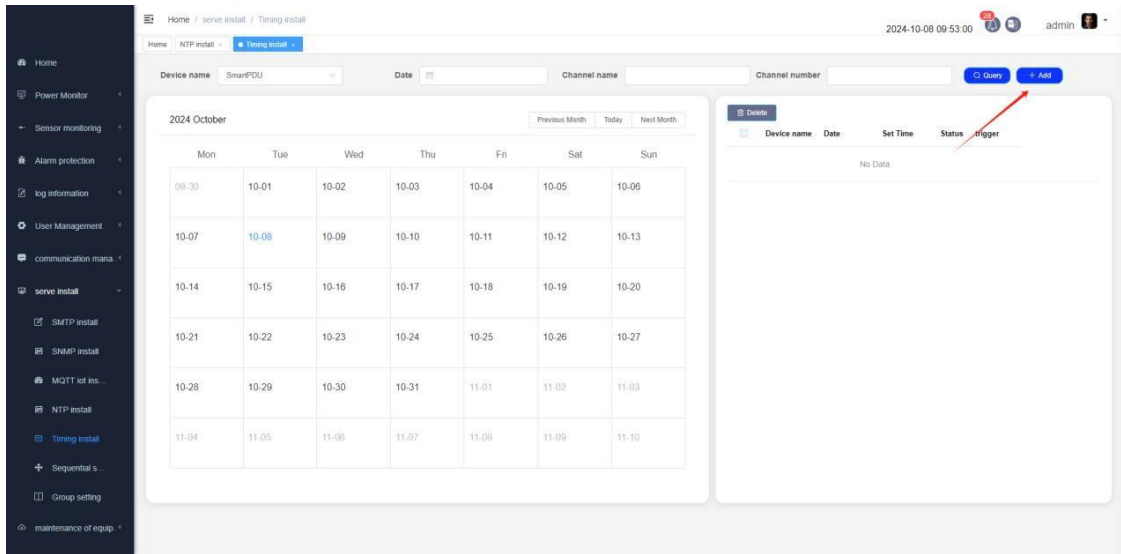 Home / serve install / Timing install
28
2024-10-08 09:53:00
admin
Home NTP install × Timing install ×
Home
Power Monitor
Sensor monitoring
Alarm protection
log information
User Management
communication mana..
serve install
SMTP install
SNMP install
MQTT iot ins...
NTP install
Timing install
Sequential s...
Group setting
maintenance of equip.
Device name SmartPDU Date Channel name Channel number Query + Add
2024 October Previous Month Today Next Month
Mon Tue Wed Thu Fri Sat Sun
09-30 10-01 10-02 10-03 10-04 10-05 10-06
10-07 10-08 10-09 10-10 10-11 10-12 10-13
10-14 10-15 10-16 10-17 10-18 10-19 10-20
10-21 10-22 10-23 10-24 10-25 10-26 10-27
10-28 10-29 10-30 10-31 11-01 11-02 11-03
11-04 11-05 11-06 11-07 11-08 11-09 11-10
Delete
Device name Date Set Time Status trigger
No Data